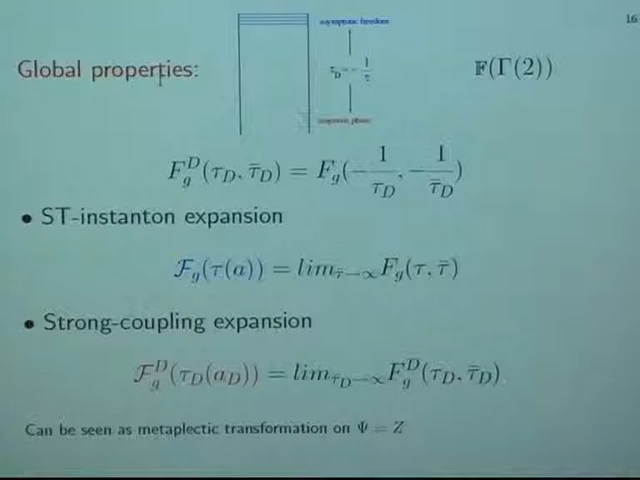 16
asymptotic freedom
Global properties:
τ_D = -1/τ
𝔽(Γ(2))
F_g^D(τ_D, τ̄_D) = F_g(-1/τ_D, -1/τ̄_D)
• ST-instanton expansion
ℱ_g(τ(a)) = lim_{τ̄→∞} F_g(τ, τ̄)
• Strong-coupling expansion
ℱ_g^D(τ_D(a_D)) = lim_{τ̄_D→∞} F_g^D(τ_D, τ̄_D)
Can be seen as metaplectic transformation on Ψ = Z